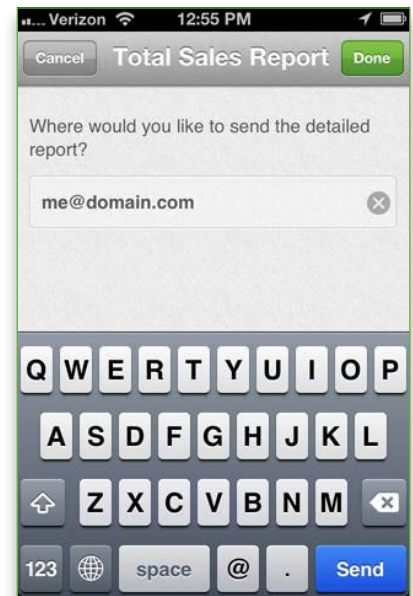 Verizon 12:55 PM
Cancel Total Sales Report Done
Where would you like to send the detailed
report?
me@domain.com
Q W E R T Y U I O P
A S D F G H J K L
Z X C V B N M
123 space @ . Send